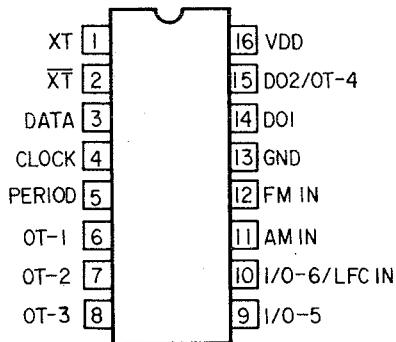 XT 1 16 VDD
X̅T̅ 2 15 DO2/OT-4
DATA 3 14 DO1
CLOCK 4 13 GND
PERIOD 5 12 FM IN
OT-1 6 11 AM IN
OT-2 7 10 I/O-6/LFC IN
OT-3 8 9 I/O-5